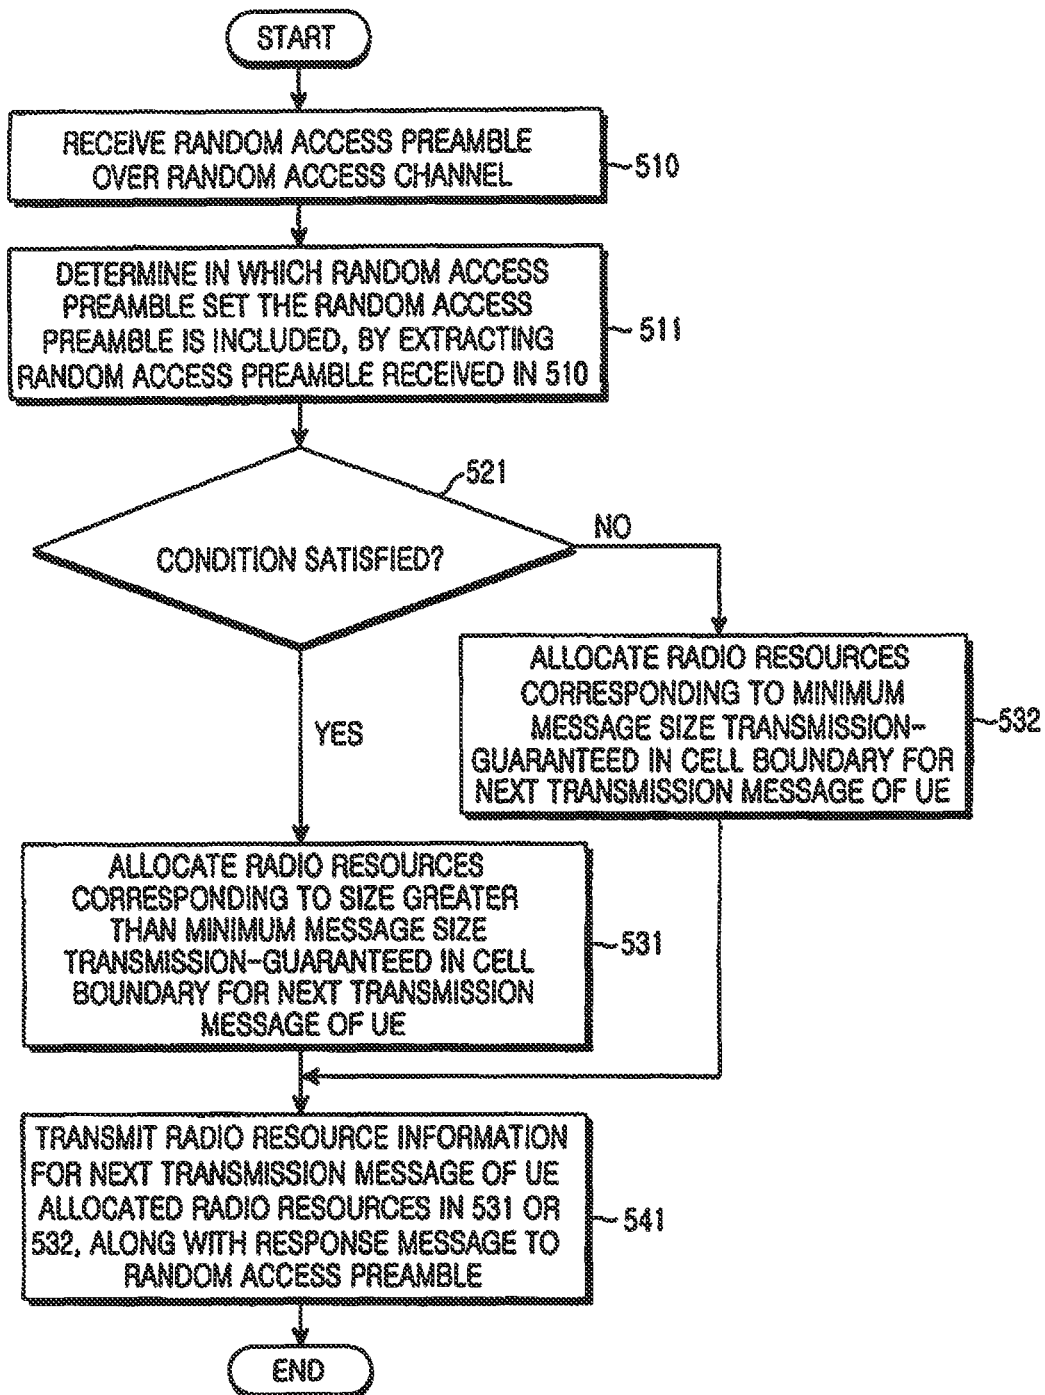 START
RECEIVE RANDOM ACCESS PREAMBLE
OVER RANDOM ACCESS CHANNEL
510
DETERMINE IN WHICH RANDOM ACCESS
PREAMBLE SET THE RANDOM ACCESS
PREAMBLE IS INCLUDED, BY EXTRACTING
RANDOM ACCESS PREAMBLE RECEIVED IN 510
511
521
CONDITION SATISFIED?
NO
ALLOCATE RADIO RESOURCES
CORRESPONDING TO MINIMUM
MESSAGE SIZE TRANSMISSION-
GUARANTEED IN CELL BOUNDARY FOR
NEXT TRANSMISSION MESSAGE OF UE
532
YES
ALLOCATE RADIO RESOURCES
CORRESPONDING TO SIZE GREATER
THAN MINIMUM MESSAGE SIZE
TRANSMISSION-GUARANTEED IN CELL
BOUNDARY FOR NEXT TRANSMISSION
MESSAGE OF UE
531
TRANSMIT RADIO RESOURCE INFORMATION
FOR NEXT TRANSMISSION MESSAGE OF UE
ALLOCATED RADIO RESOURCES IN 531 OR
532, ALONG WITH RESPONSE MESSAGE TO
RANDOM ACCESS PREAMBLE
541
END